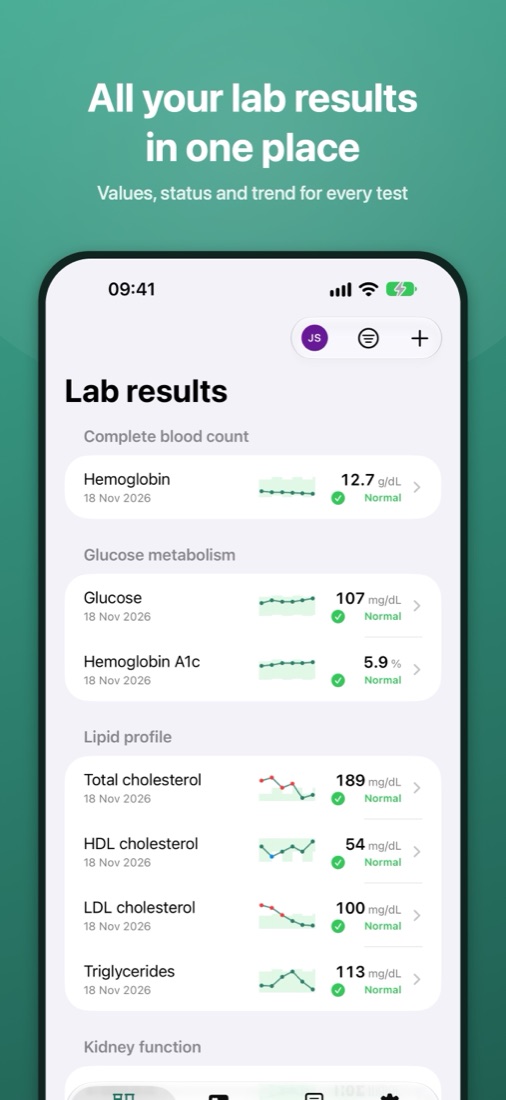 All your lab results
in one place
Values, status and trend for every test
09:41
JS
Lab results
Complete blood count
Hemoglobin 12.7 g/dL
18 Nov 2026 Normal
Glucose metabolism
Glucose 107 mg/dL
18 Nov 2026 Normal
Hemoglobin A1c 5.9 %
18 Nov 2026 Normal
Lipid profile
Total cholesterol 189 mg/dL
18 Nov 2026 Normal
HDL cholesterol 54 mg/dL
18 Nov 2026 Normal
LDL cholesterol 100 mg/dL
18 Nov 2026 Normal
Triglycerides 113 mg/dL
18 Nov 2026 Normal
Kidney function